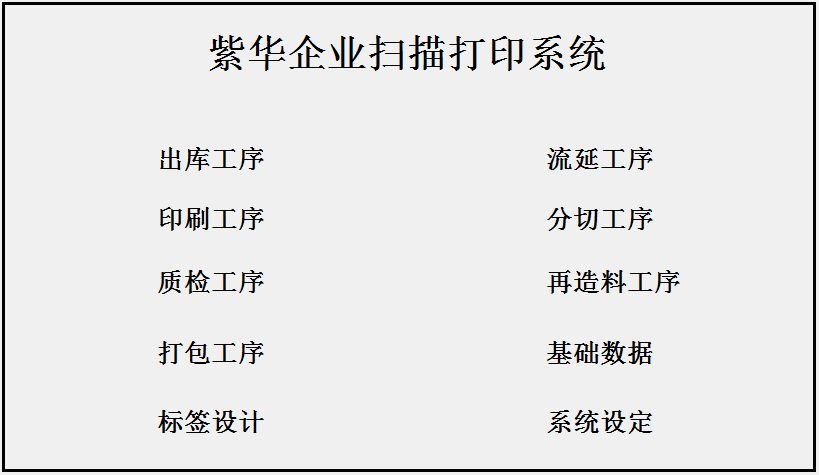 紫华企业扫描打印系统
出库工序
流延工序
印刷工序
分切工序
质检工序
再造料工序
打包工序
基础数据
标签设计
系统设定